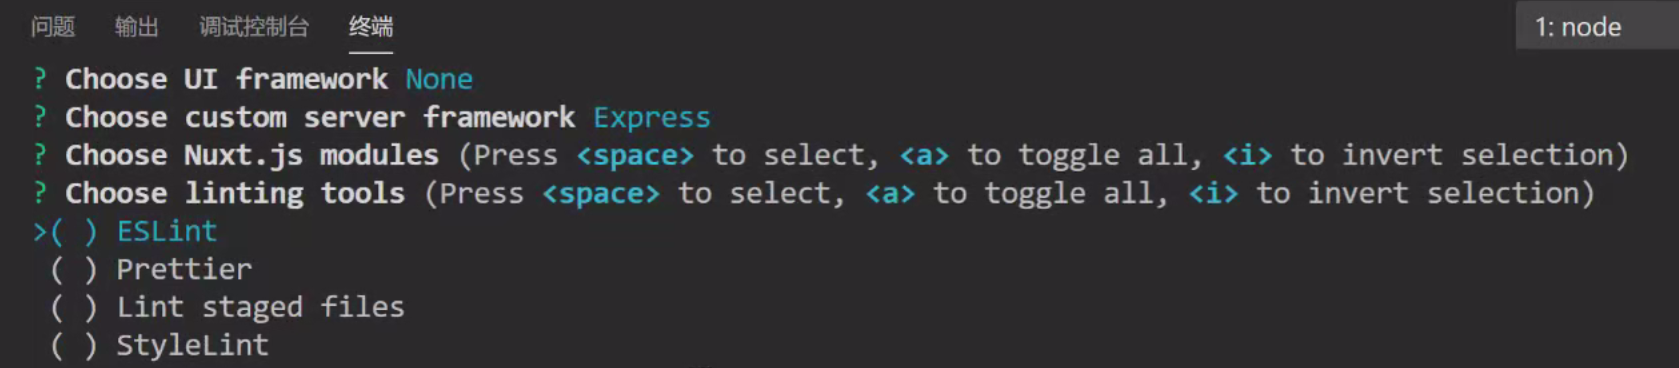 问题 输出 调试控制台 终端 1: node
? Choose UI framework None
? Choose custom server framework Express
? Choose Nuxt.js modules (Press <space> to select, <a> to toggle all, <i> to invert selection)
? Choose linting tools (Press <space> to select, <a> to toggle all, <i> to invert selection)
>( ) ESLint
( ) Prettier
( ) Lint staged files
( ) StyleLint